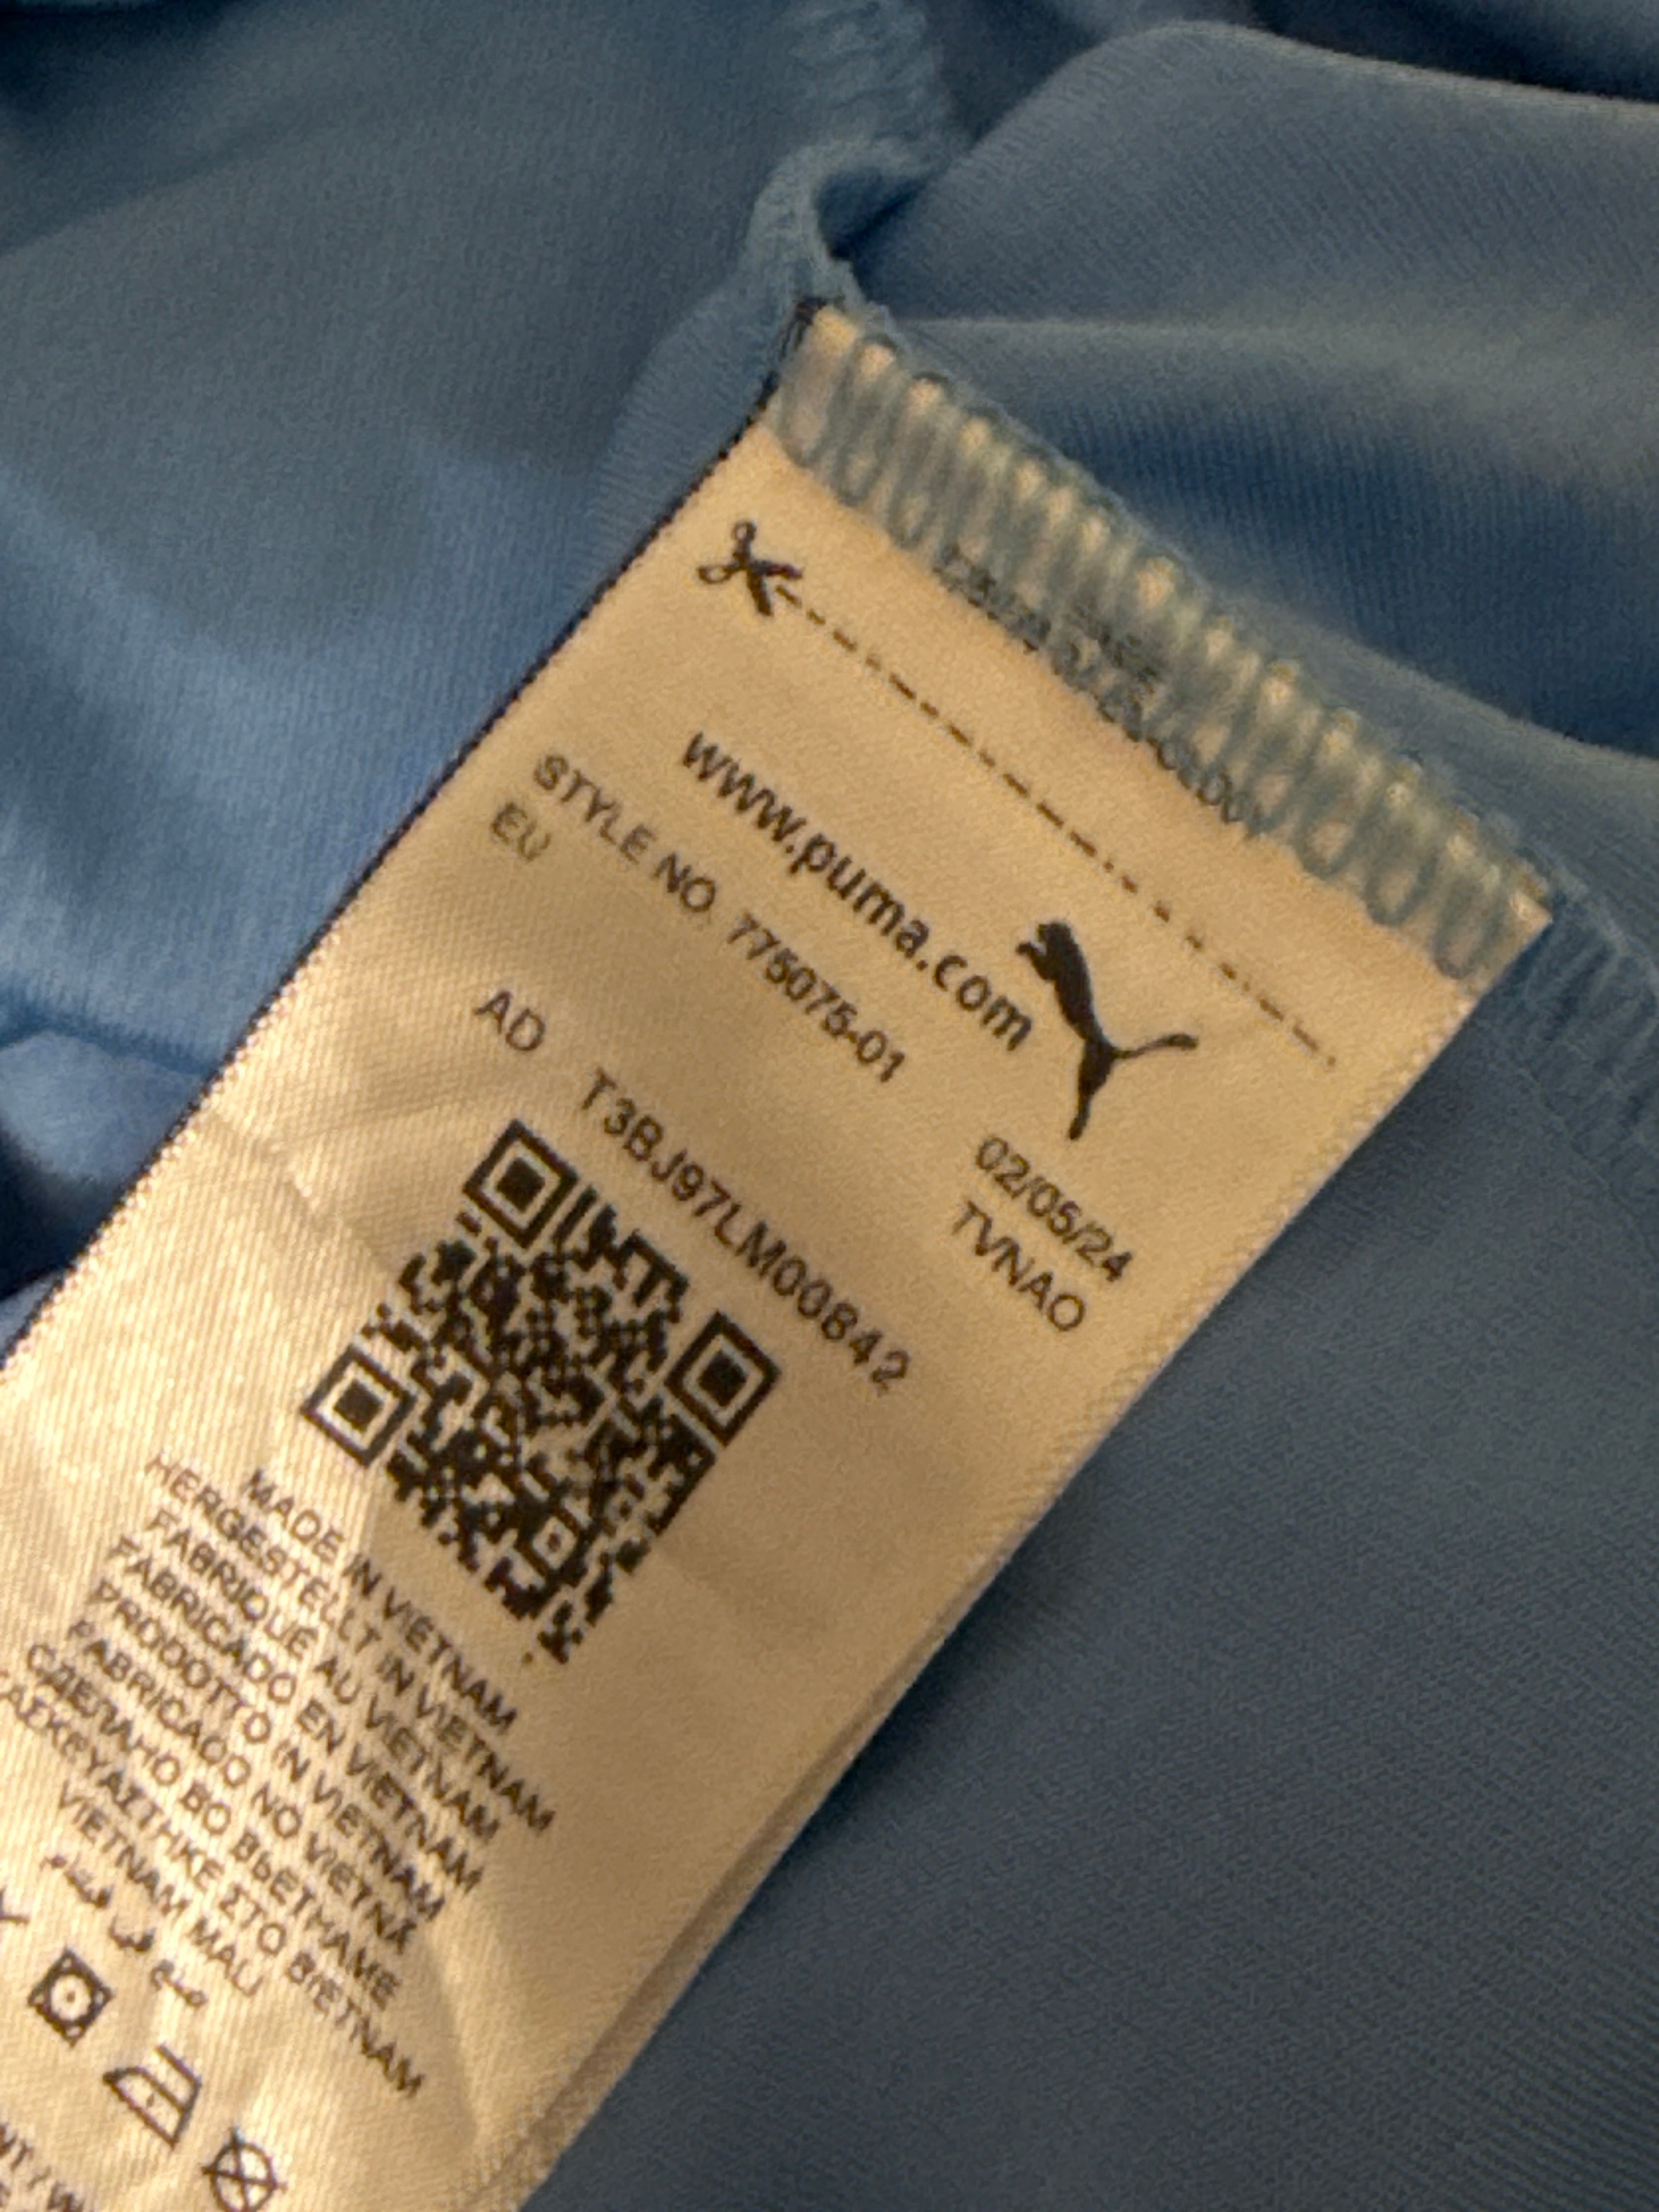 www.puma.com
STYLE NO. 775075-01
EU
02/05/24
TVNAO
AD T3BJ97LM00842
MADE IN VIETNAM
HERGESTELLT IN VIETNAM
FABRIQUÉ AU VIETNAM
FABRICADO EN VIETNAM
PRODOTTO IN VIETNAM
FABRICADO NO VIETNÃ
СДЕЛАНО ВО ВЬЕТНАМЕ
ΑΣΚΕΥΑΣΤΗΚΕ ΣΤΟ ΒΙΕΤΝΑΜ
VIETNAM MALI
صنع في فيتنام